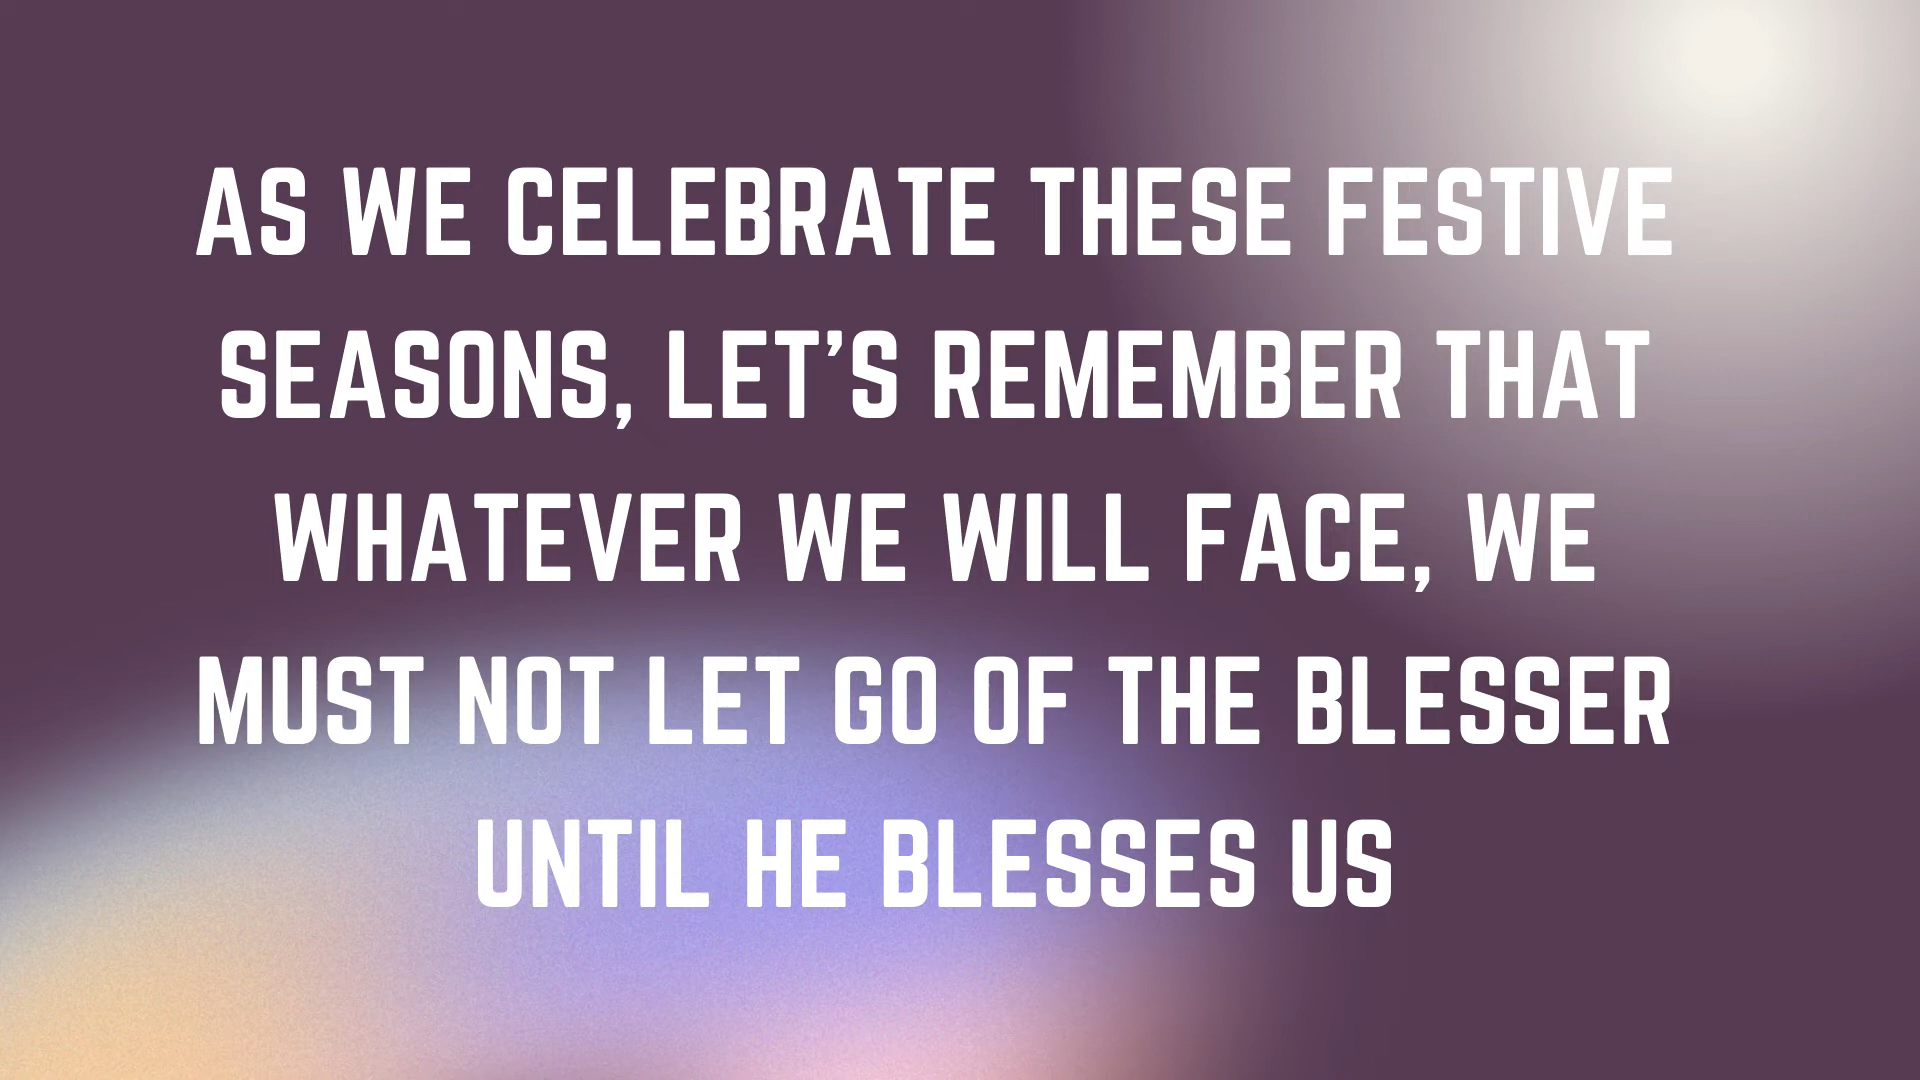 AS WE CELEBRATE THESE FESTIVE
SEASONS, LET'S REMEMBER THAT
WHATEVER WE WILL FACE, WE
MUST NOT LET GO OF THE BLESSER
UNTIL HE BLESSES US